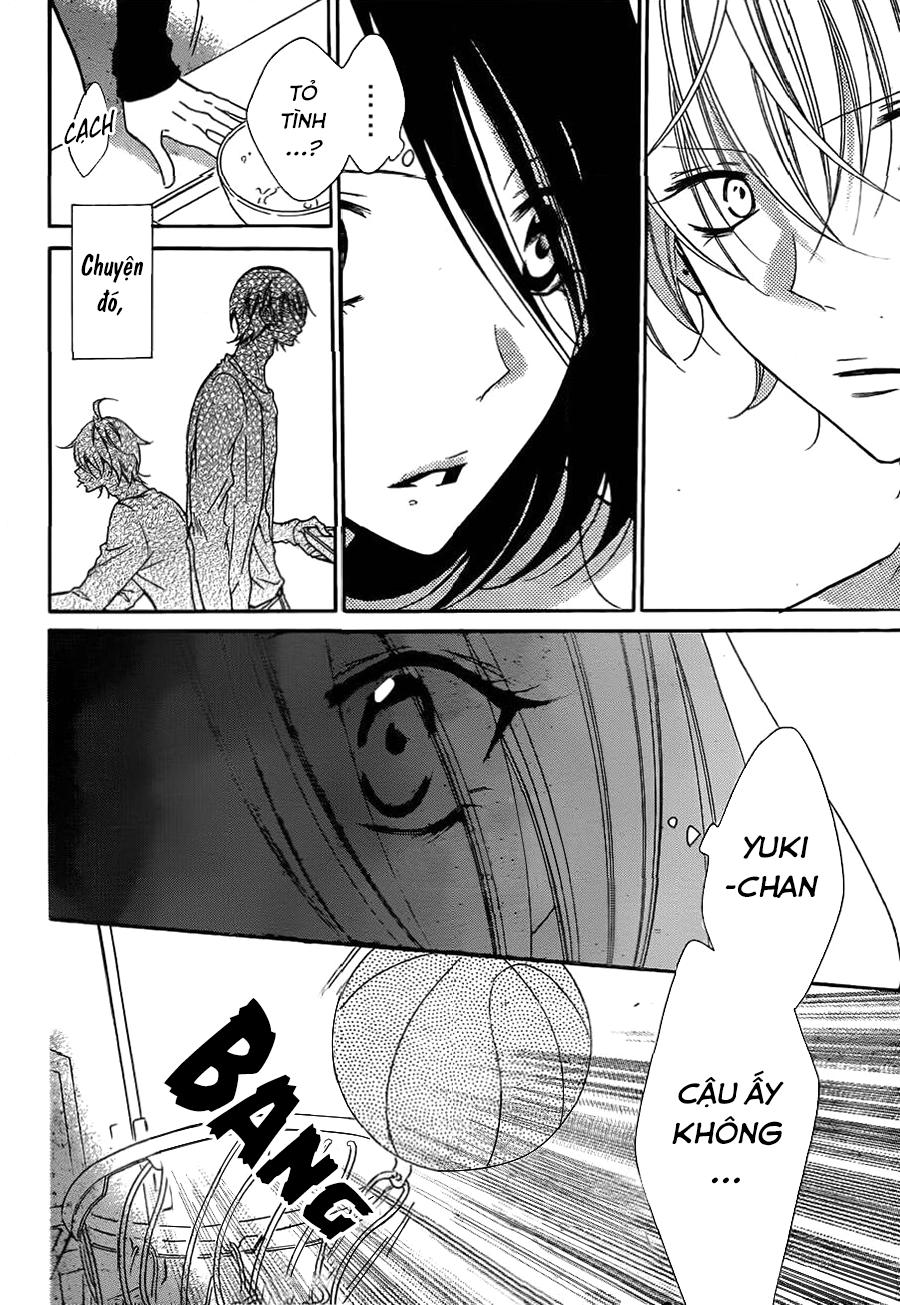 CẠCH
TỎ
TÌNH
...?
......
Chuyện
đó,
YUKI
-CHAN
CẬU ẤY
KHÔNG
...
BANG